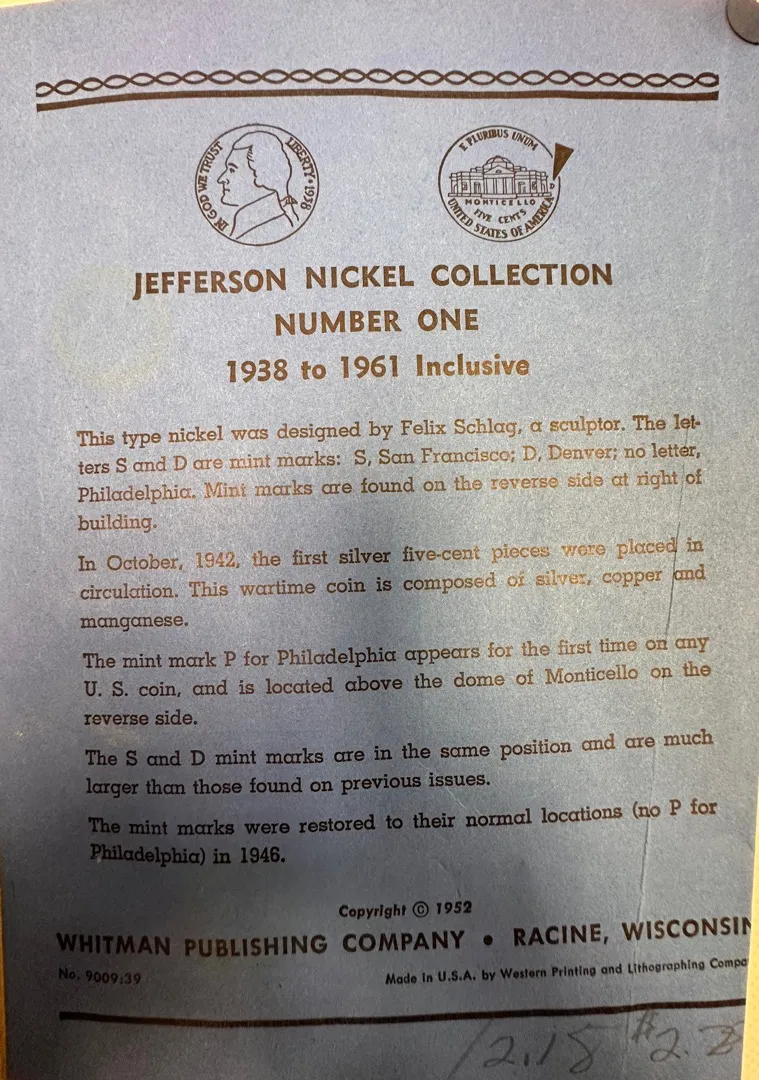 IN GOD WE TRUST LIBERTY • 1938
E PLURIBUS UNUM
D
MONTICELLO
FIVE CENTS
UNITED STATES OF AMERICA
JEFFERSON NICKEL COLLECTION
NUMBER ONE
1938 to 1961 Inclusive
This type nickel was designed by Felix Schlag, a sculptor. The let-
ters S and D are mint marks: S, San Francisco; D, Denver; no letter,
Philadelphia. Mint marks are found on the reverse side at right of
building.
In October, 1942, the first silver five-cent pieces were placed in
circulation. This wartime coin is composed of silver, copper and
manganese.
The mint mark P for Philadelphia appears for the first time on any
U. S. coin, and is located above the dome of Monticello on the
reverse side.
The S and D mint marks are in the same position and are much
larger than those found on previous issues.
The mint marks were restored to their normal locations (no P for
Philadelphia) in 1946.
Copyright © 1952
WHITMAN PUBLISHING COMPANY • RACINE, WISCONSIN
No. 9009:39 Made in U.S.A. by Western Printing and Lithographing Compa